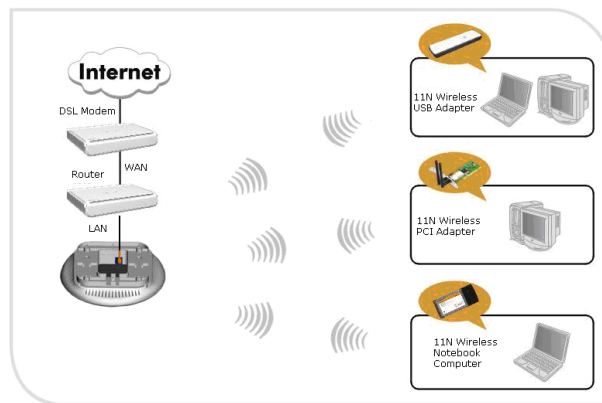 Internet
DSL Modem
WAN
Router
LAN
11N Wireless
USB Adapter
11N Wireless
PCI Adapter
11N Wireless
Notebook
Computer